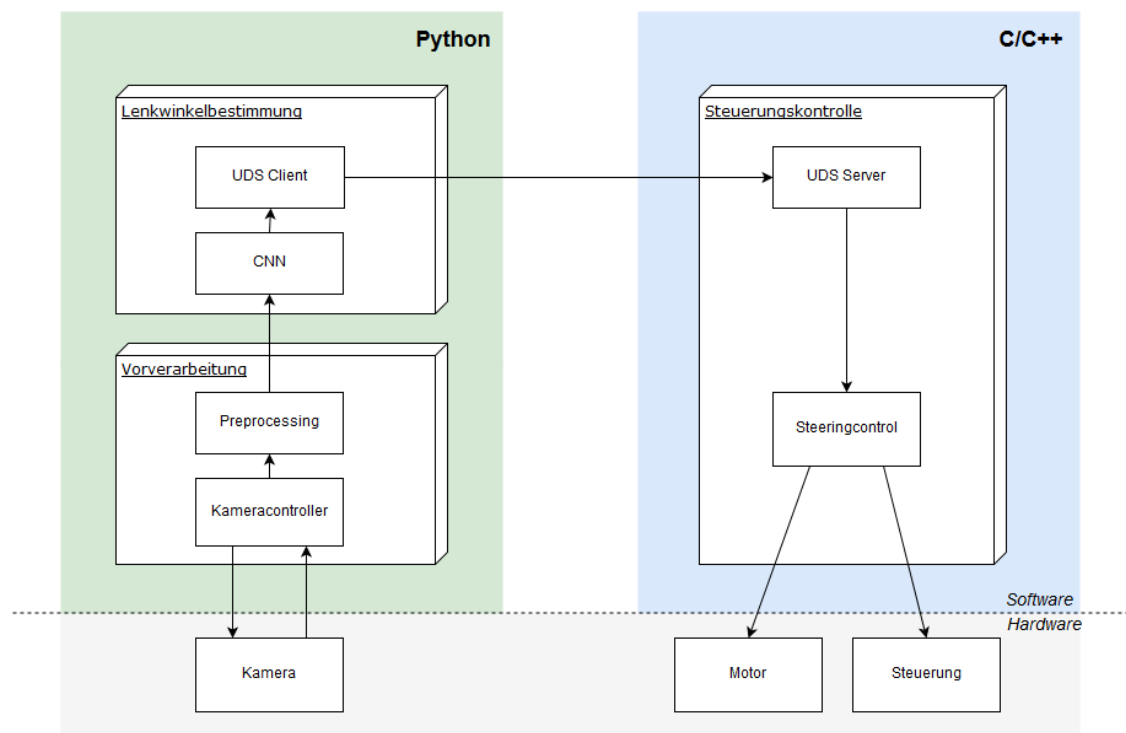 Python
C/C++
Lenkwinkelbestimmung
Steuerungskontrolle
UDS Client
UDS Server
CNN
Vorverarbeitung
Preprocessing
Steeringcontrol
Kameracontroller
Software
Hardware
Kamera
Motor
Steuerung